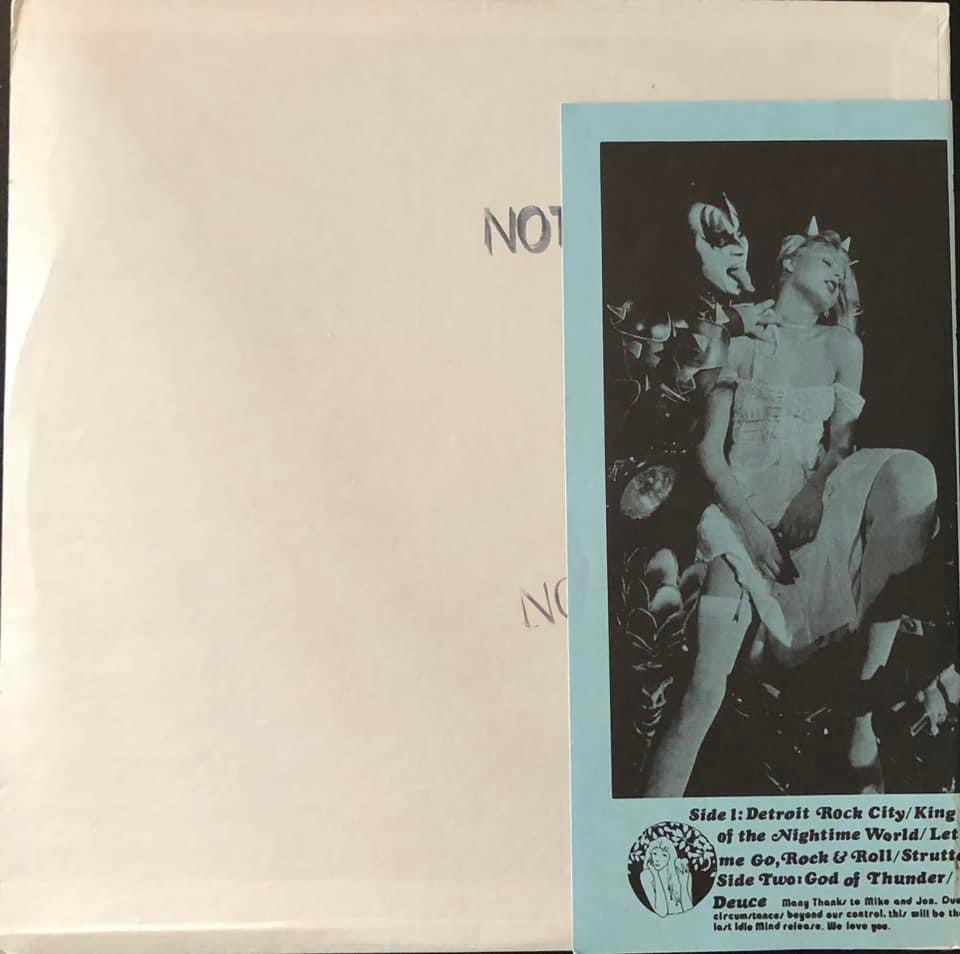 NOT
NO
Side 1: Detroit Rock City/King
of the Nightime World/Let
me Go, Rock & Roll/Strutt
Side Two: God of Thunder/
Deuce Many Thanks to Mike and Jon. Due
circumstances beyond our control, this will be the
last Idle Mind release. We love you.